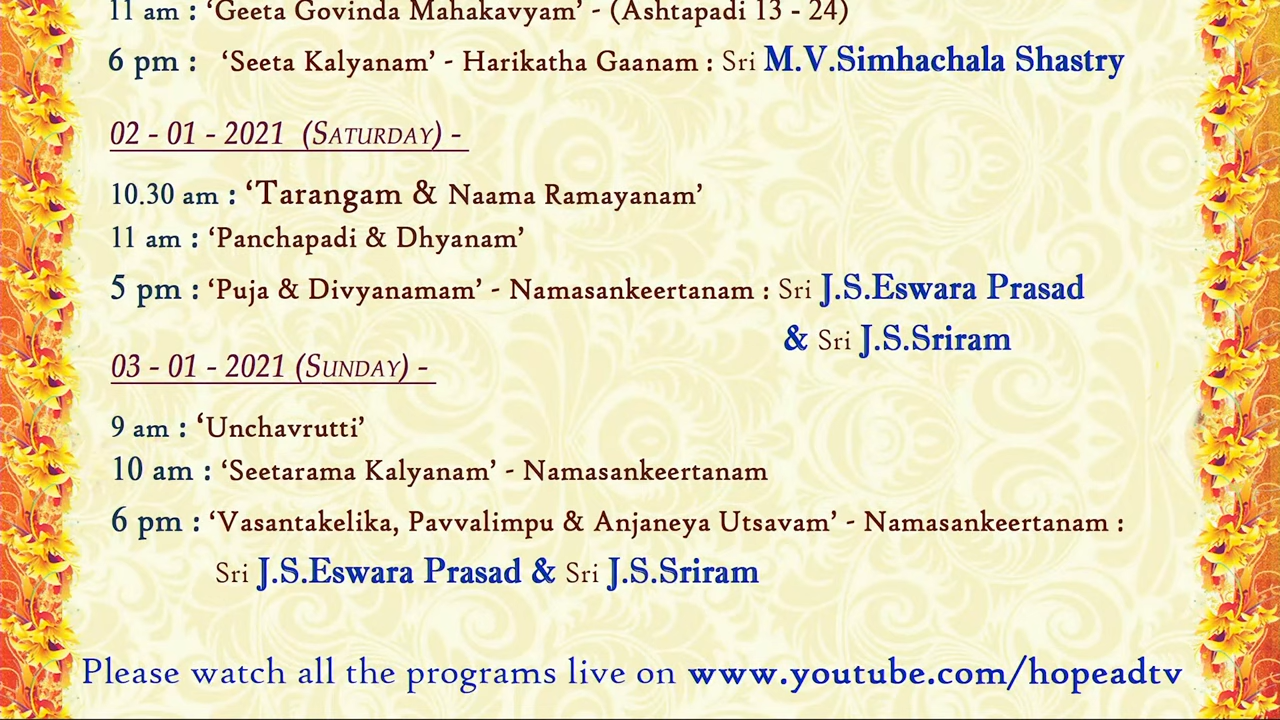 11 am : ‘Geeta Govinda Mahakavyam’ - (Ashtapadi 13 - 24)
6 pm : ‘Seeta Kalyanam’ - Harikatha Gaanam : Sri M.V.Simhachala Shastry
02 - 01 - 2021 (Saturday) -
10.30 am : ‘Tarangam & Naama Ramayanam’
11 am : ‘Panchapadi & Dhyanam’
5 pm : ‘Puja & Divyanamam’ - Namasankeertanam : Sri J.S.Eswara Prasad
& Sri J.S.Sriram
03 - 01 - 2021 (Sunday) -
9 am : ‘Unchavrutti’
10 am : ‘Seetarama Kalyanam’ - Namasankeertanam
6 pm : ‘Vasantakelika, Pavvalimpu & Anjaneya Utsavam’ - Namasankeertanam :
Sri J.S.Eswara Prasad & Sri J.S.Sriram
Please watch all the programs live on www.youtube.com/hopeadtv